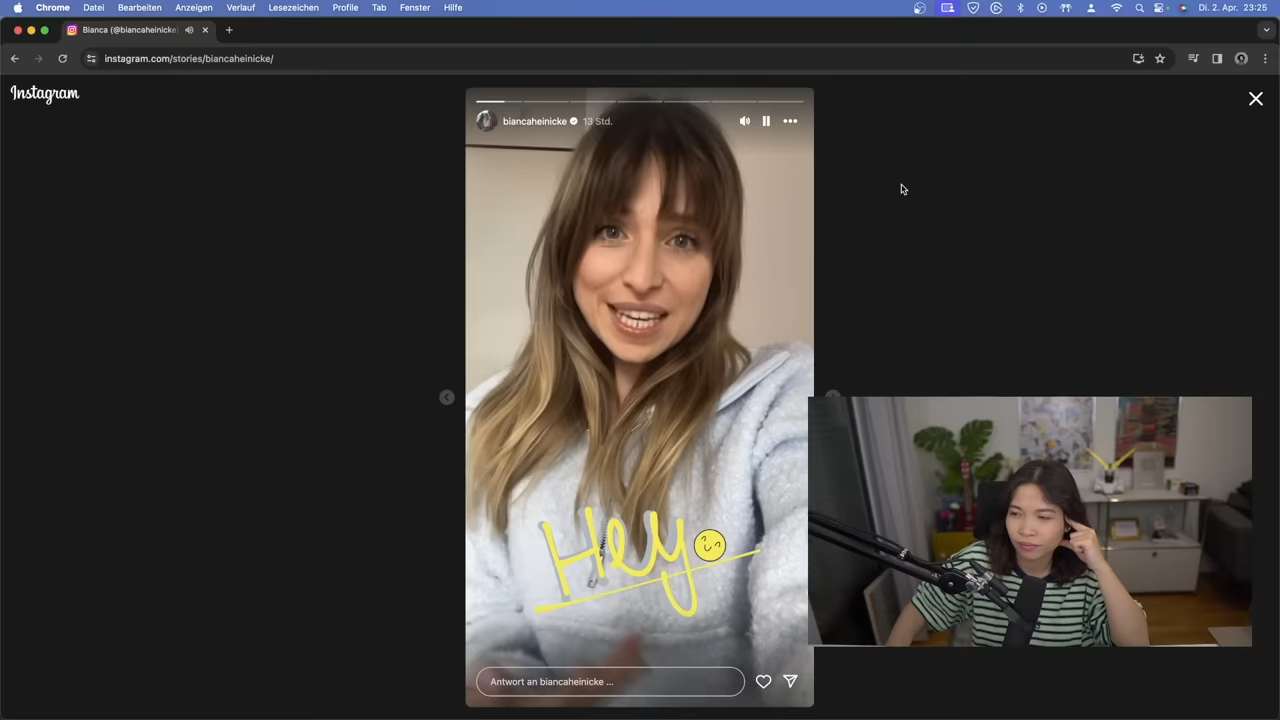 Chrome Datei Bearbeiten Anzeigen Verlauf Lesezeichen Profile Tab Fenster Hilfe Di. 2. Apr. 23:25
Bianca (@biancaheinicke)
instagram.com/stories/biancaheinicke/
Instagram
biancaheinicke 13 Std.
Hey
Antwort an biancaheinicke ...